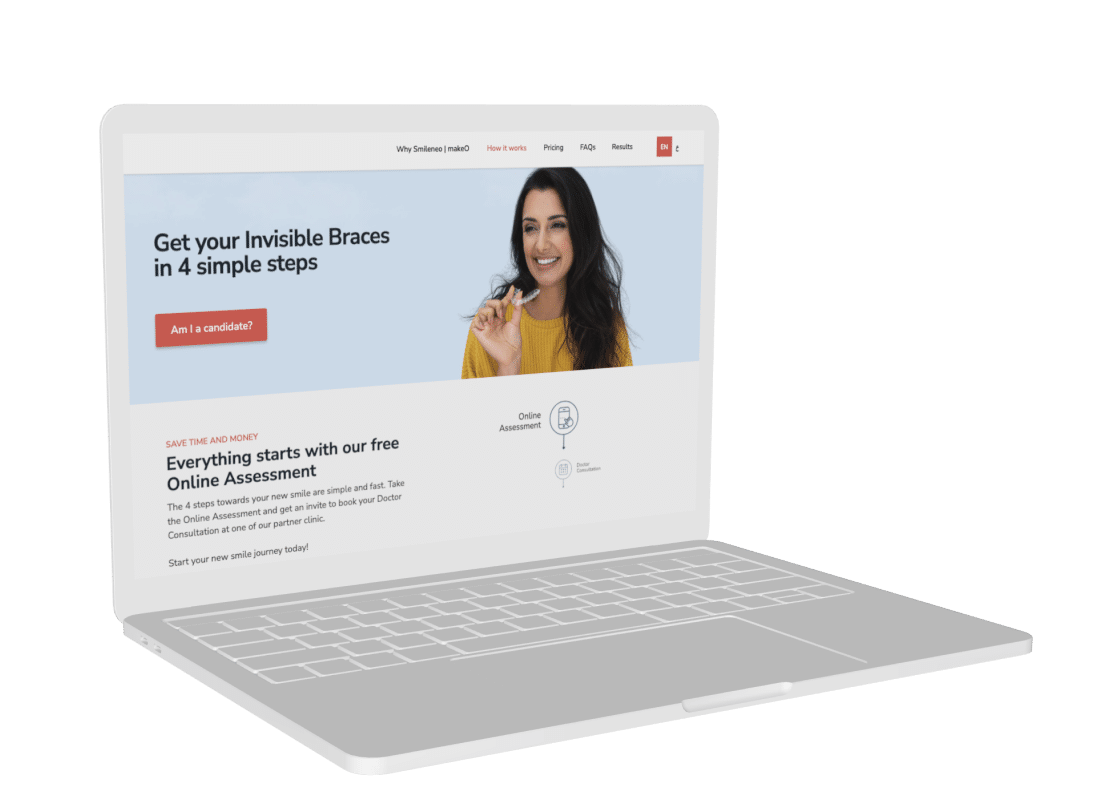 Why Smileneo | makeO How it works Pricing FAQs Results EN ع
Get your Invisible Braces
in 4 simple steps
Am I a candidate?
SAVE TIME AND MONEY
Everything starts with our free
Online Assessment
The 4 steps towards your new smile are simple and fast. Take
the Online Assessment and get an invite to book your Doctor
Consultation at one of our partner clinic.
Start your new smile journey today!
Online
Assessment
Doctor
Consultation